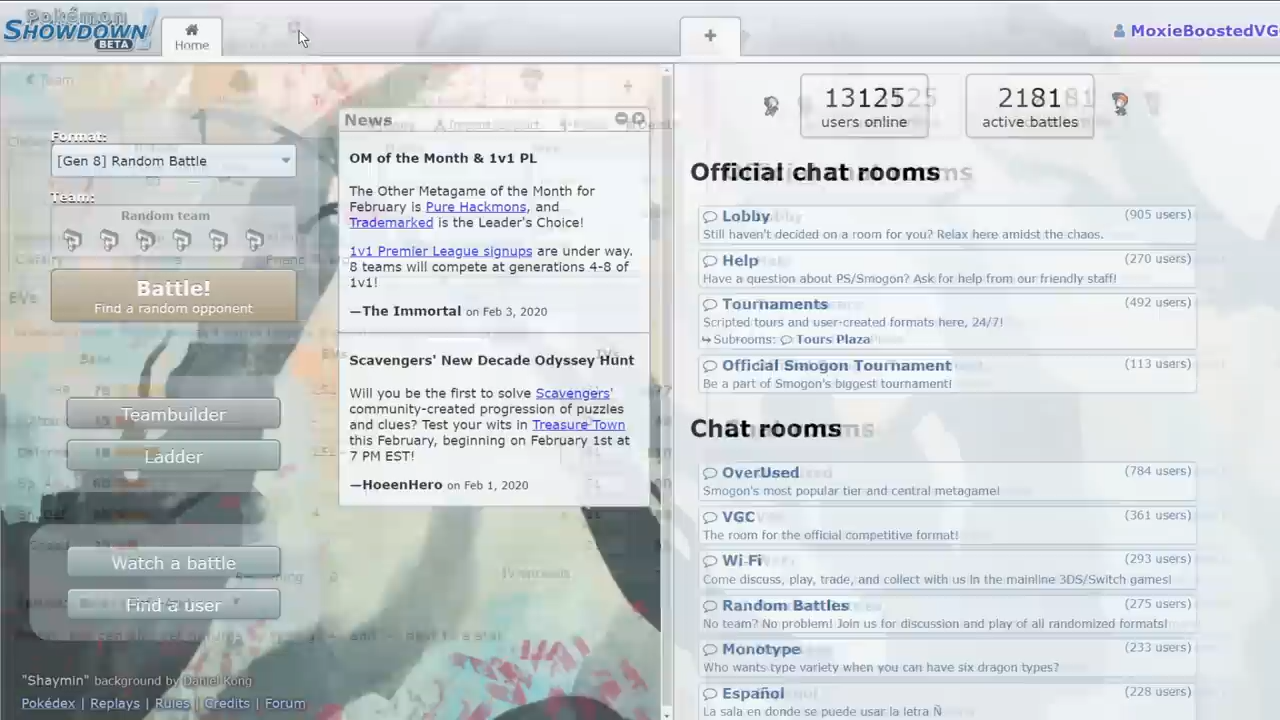 Pokémon
SHOWDOWN!
BETA
Home
+
MoxieBoostedVG
Team
Format:
[Gen 8] Random Battle
Team:
Random team
Battle!
Find a random opponent
Teambuilder
Ladder
Watch a battle
Find a user
"Shaymin" background by Daniel Kong
Pokédex | Replays | Rules | Credits | Forum
News
OM of the Month & 1v1 PL
The Other Metagame of the Month for
February is Pure Hackmons, and
Trademarked is the Leader's Choice!
1v1 Premier League signups are under way.
8 teams will compete at generations 4-8 of
1v1!
—The Immortal on Feb 3, 2020
Scavengers' New Decade Odyssey Hunt
Will you be the first to solve Scavengers'
community-created progression of puzzles
and clues? Test your wits in Treasure Town
this February, beginning on February 1st at
7 PM EST!
—HoeenHero on Feb 1, 2020
13125
users online
2181
active battles
Official chat rooms
Lobby (905 users)
Still haven't decided on a room for you? Relax here amidst the chaos.
Help (270 users)
Have a question about PS/Smogon? Ask for help from our friendly staff!
Tournaments (492 users)
Scripted tours and user-created formats here, 24/7!
Subrooms: Tours Plaza
Official Smogon Tournament (113 users)
Be a part of Smogon's biggest tournament!
Chat rooms
OverUsed (784 users)
Smogon's most popular tier and central metagame!
VGC (361 users)
The room for the official competitive format!
Wi-Fi (293 users)
Come discuss, play, trade, and collect with us in the mainline 3DS/Switch games!
Random Battles (275 users)
No team? No problem! Join us for discussion and play of all randomized formats!
Monotype (233 users)
Who wants type variety when you can have six dragon types?
Español (228 users)
La sala en donde se puede usar la letra Ñ